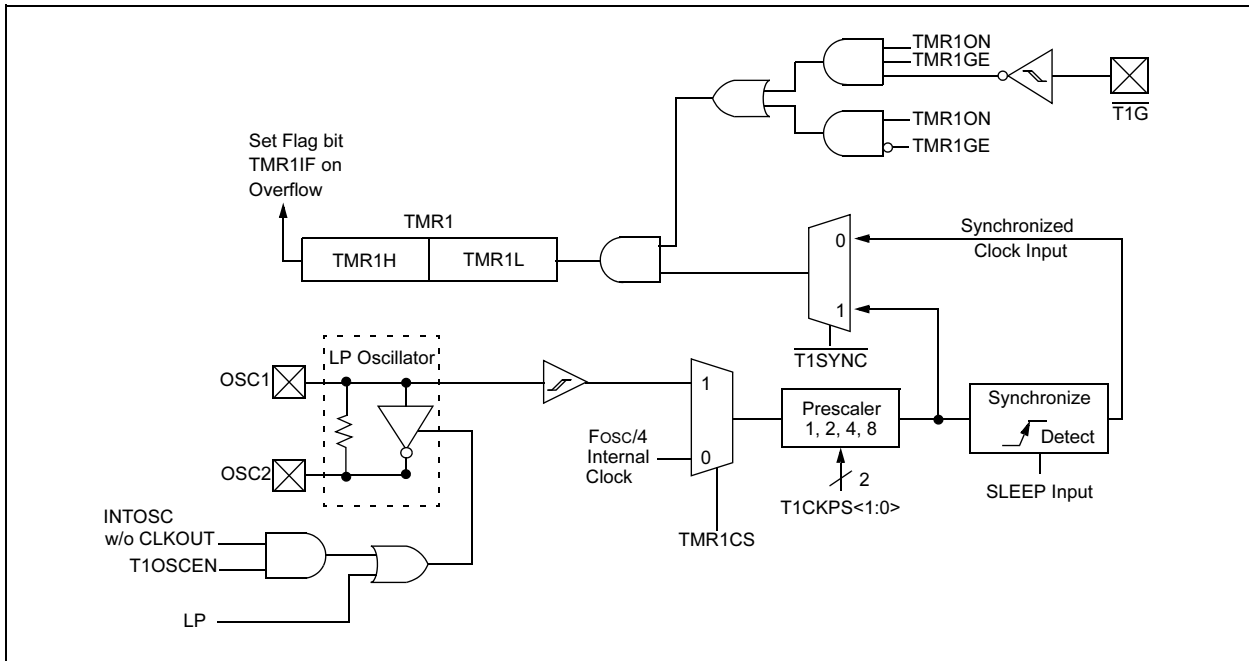 TMR1ON
TMR1GE
T1G
TMR1ON
TMR1GE
Set Flag bit
TMR1IF on
Overflow
TMR1
TMR1H
TMR1L
0
1
T1SYNC
Synchronized
Clock Input
LP Oscillator
OSC1
OSC2
1
0
FOSC/4
Internal
Clock
TMR1CS
Prescaler
1, 2, 4, 8
2
T1CKPS<1:0>
Synchronize
Detect
SLEEP Input
INTOSC
w/o CLKOUT
T1OSCEN
LP